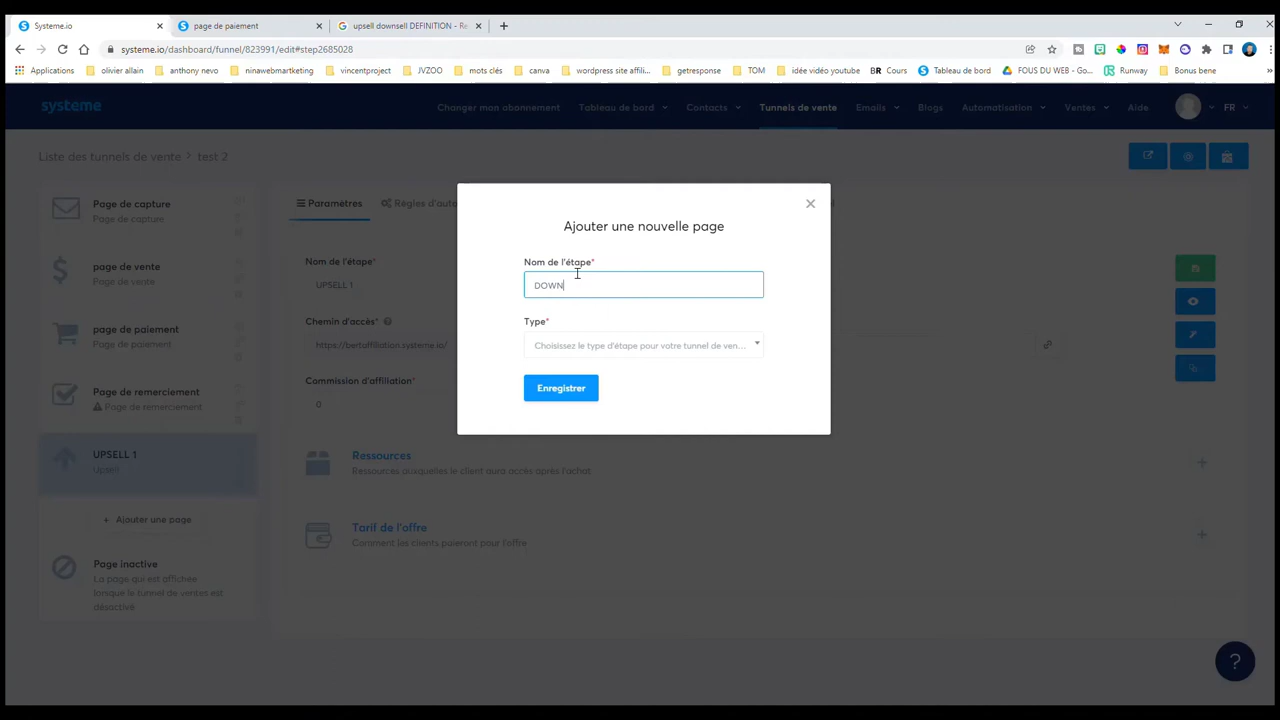 Systeme.io
page de paiement
upsell downsell DEFINITION - Re
systeme.io/dashboard/funnel/823991/edit#step2685028
Applications
olivier allain
anthony nevo
ninawebmarketing
vincentproject
JVZOO
mots clés
canva
wordpress site affili...
getresponse
TOM
idée vidéo youtube
BR Cours
Tableau de bord
FOUS DU WEB - Go...
Runway
Bonus bene
»
systeme
Changer mon abonnement
Tableau de bord
Contacts
Tunnels de vente
Emails
Blogs
Automatisation
Ventes
Aide
FR
Liste des tunnels de vente > test 2
Page de capture
Page de capture
page de vente
Page de vente
page de paiement
Page de paiement
Page de remerciement
Page de remerciement
UPSELL 1
Upsell
+ Ajouter une page
Page inactive
La page qui est affichée
lorsque le tunnel de ventes est
désactivé
Paramètres
Règles d'auto
Nom de l'étape*
UPSELL 1
Chemin d'accès*
https://bertaffiliation.systeme.io/
Commission d'affiliation*
0
Ressources
Ressources auxquelles le client aura accès après l'achat
Tarif de l'offre
Comment les clients paieront pour l'offre
Ajouter une nouvelle page
Nom de l'étape*
DOWN
Type*
Choisissez le type d'étape pour votre tunnel de ven...
Enregistrer
?